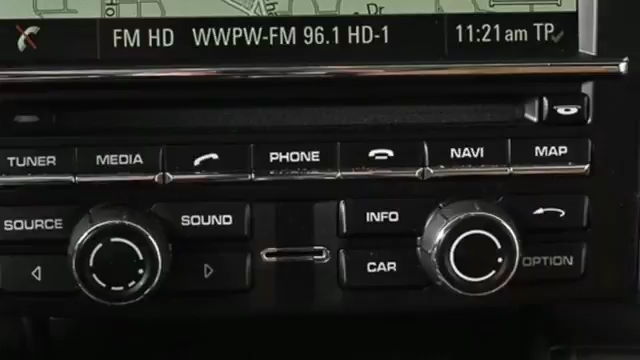 Dr
FM HD WWPW-FM 96.1 HD-1 11:21 am TP
TUNER MEDIA PHONE NAVI MAP
SOURCE SOUND INFO
CAR OPTION